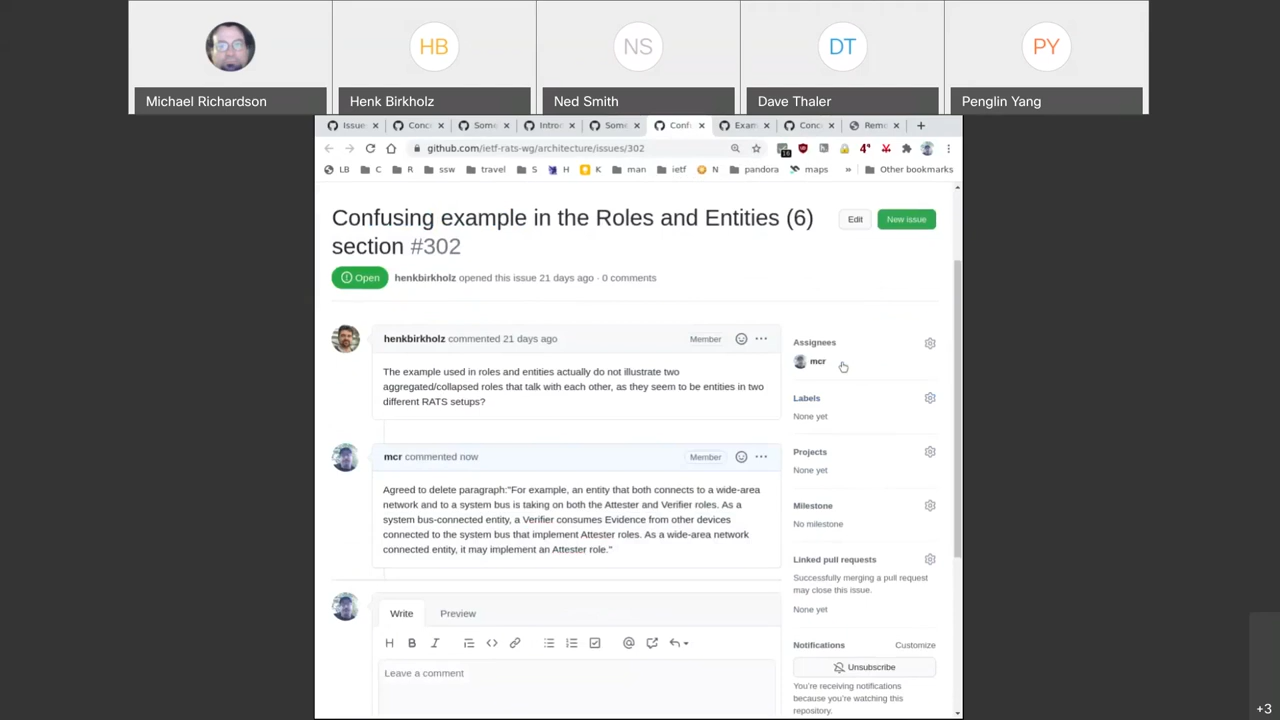 HB
NS
DT
PY
Michael Richardson
Henk Birkholz
Ned Smith
Dave Thaler
Penglin Yang
Issue
Conc
Some
Intro
Some
Conf
Exam
Conc
Remo
github.com/ietf-rats-wg/architecture/issues/302
LB
C
R
ssw
travel
S
H
K
man
ietf
N
pandora
maps
»
Other bookmarks
Confusing example in the Roles and Entities (6)
section #302
Edit
New issue
Open
henkbirkholz opened this issue 21 days ago · 0 comments
henkbirkholz commented 21 days ago
Member
The example used in roles and entities actually do not illustrate two
aggregated/collapsed roles that talk with each other, as they seem to be entities in two
different RATS setups?
mcr commented now
Member
Agreed to delete paragraph:"For example, an entity that both connects to a wide-area
network and to a system bus is taking on both the Attester and Verifier roles. As a
system bus-connected entity, a Verifier consumes Evidence from other devices
connected to the system bus that implement Attester roles. As a wide-area network
connected entity, it may implement an Attester role."
Write
Preview
H B I
Leave a comment
Assignees
mcr
Labels
None yet
Projects
None yet
Milestone
No milestone
Linked pull requests
Successfully merging a pull request
may close this issue.
None yet
Notifications
Customize
Unsubscribe
You're receiving notifications
because you're watching this
repository.
+3